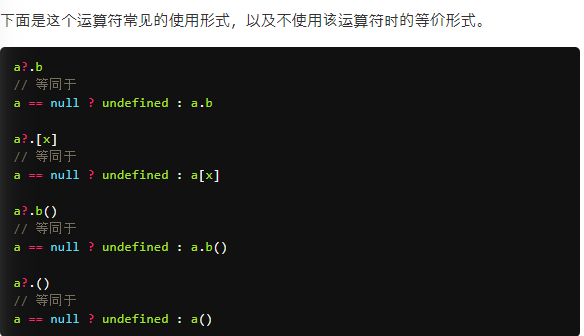 下面是这个运算符常见的使用形式，以及不使用该运算符时的等价形式。
a?.b
// 等同于
a == null ? undefined : a.b
a?.[x]
// 等同于
a == null ? undefined : a[x]
a?.b()
// 等同于
a == null ? undefined : a.b()
a?.()
// 等同于
a == null ? undefined : a()